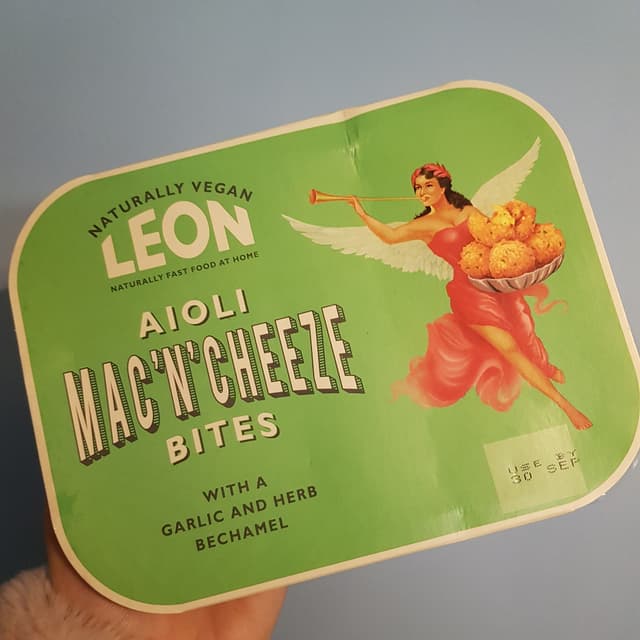 NATURALLY VEGAN
LEON
NATURALLY FAST FOOD AT HOME
AIOLI
MAC'N'CHEEZE
BITES
WITH A
GARLIC AND HERB
BECHAMEL
USE BY
30 SEP